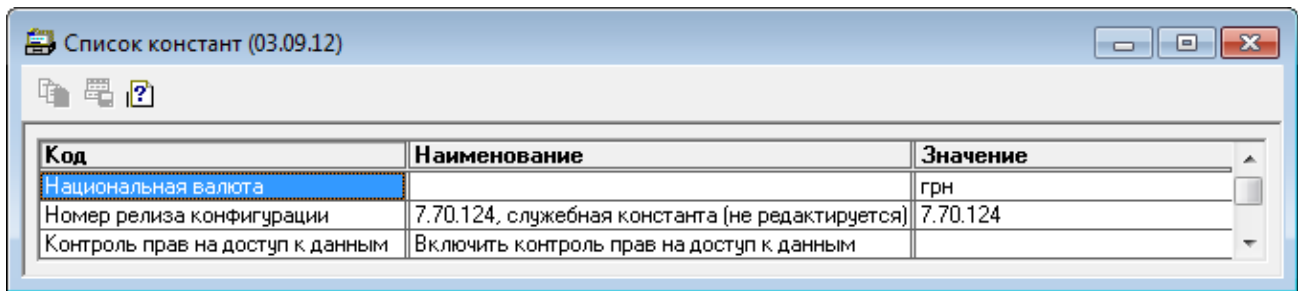 Список констант (03.09.12)
Код Наименование Значение
Национальная валюта грн
Номер релиза конфигурации 7.70.124, служебная константа (не редактируется) 7.70.124
Контроль прав на доступ к данным Включить контроль прав на доступ к данным